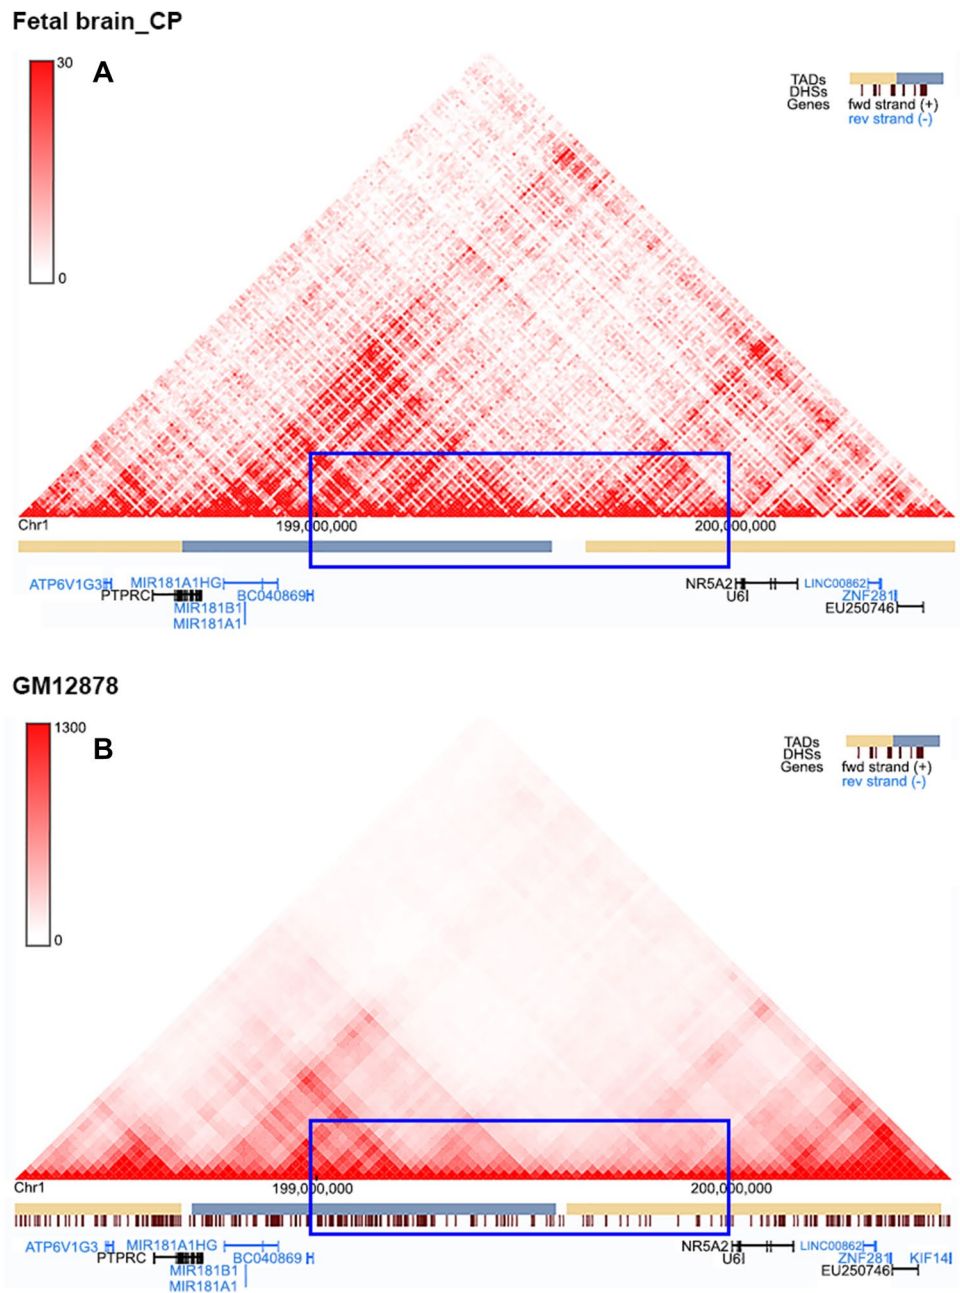 Fetal brain_CP
30
A
0
TADs
DHSs
Genes fwd strand (+)
rev strand (-)
Chr1 199,000,000 200,000,000
ATP6V1G3 MIR181A1HG NR5A2 LINC00862
PTPRC BC040869 U6 ZNF281
MIR181B1 EU250746
MIR181A1
GM12878
1300
B
0
TADs
DHSs
Genes fwd strand (+)
rev strand (-)
Chr1 199,000,000 200,000,000
ATP6V1G3 MIR181A1HG NR5A2 LINC00862
PTPRC BC040869 U6 ZNF281 KIF14
MIR181B1 EU250746
MIR181A1